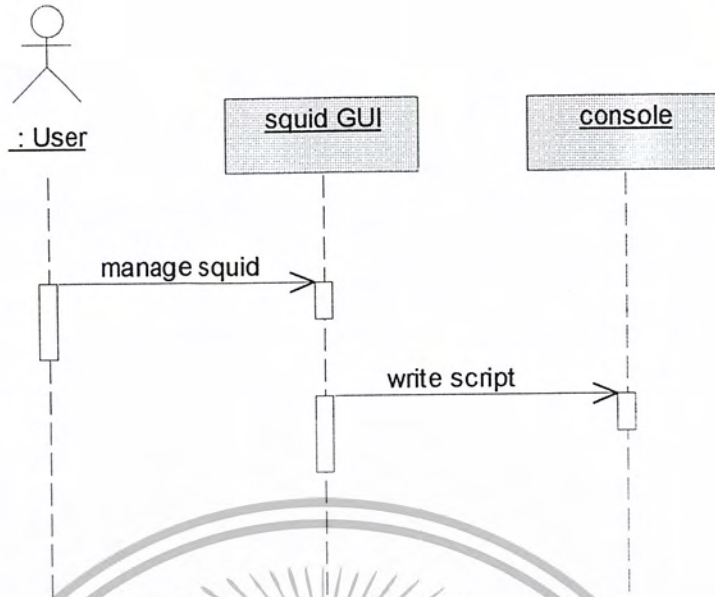 : User
squid GUI
console
manage squid
write script